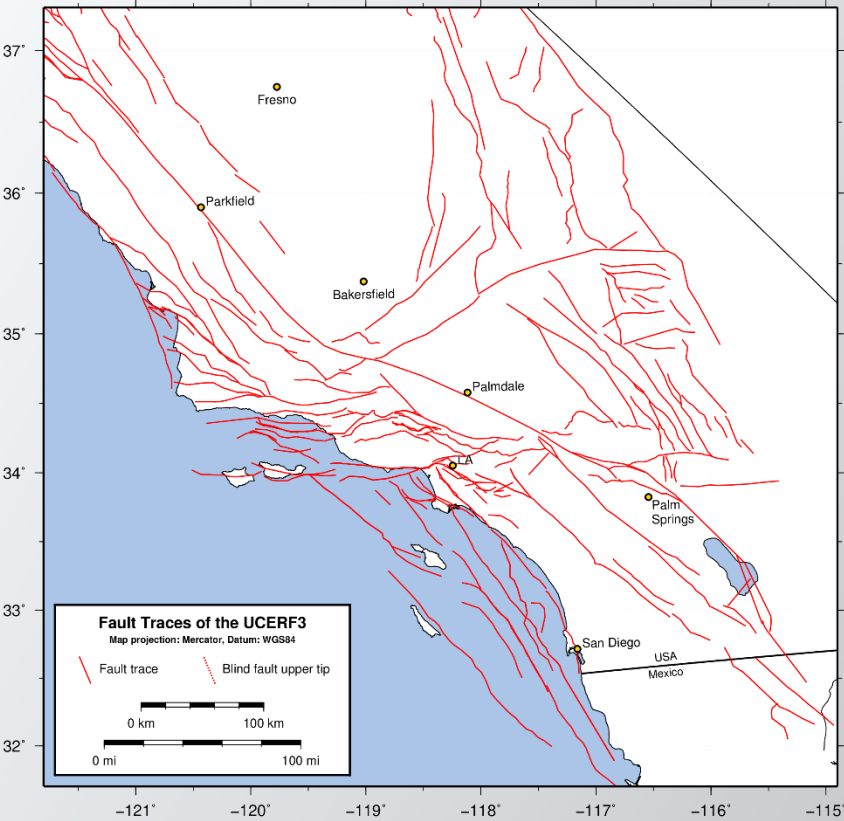 37°
36°
35°
34°
33°
32°
Fresno
Parkfield
Bakersfield
Palmdale
LA
Palm
Springs
San Diego
USA
Mexico
Fault Traces of the UCERF3
Map projection: Mercator, Datum: WGS84
Fault trace
Blind fault upper tip
0 km
100 km
0 mi
100 mi
−121°
−120°
−119°
−118°
−117°
−116°
−115°